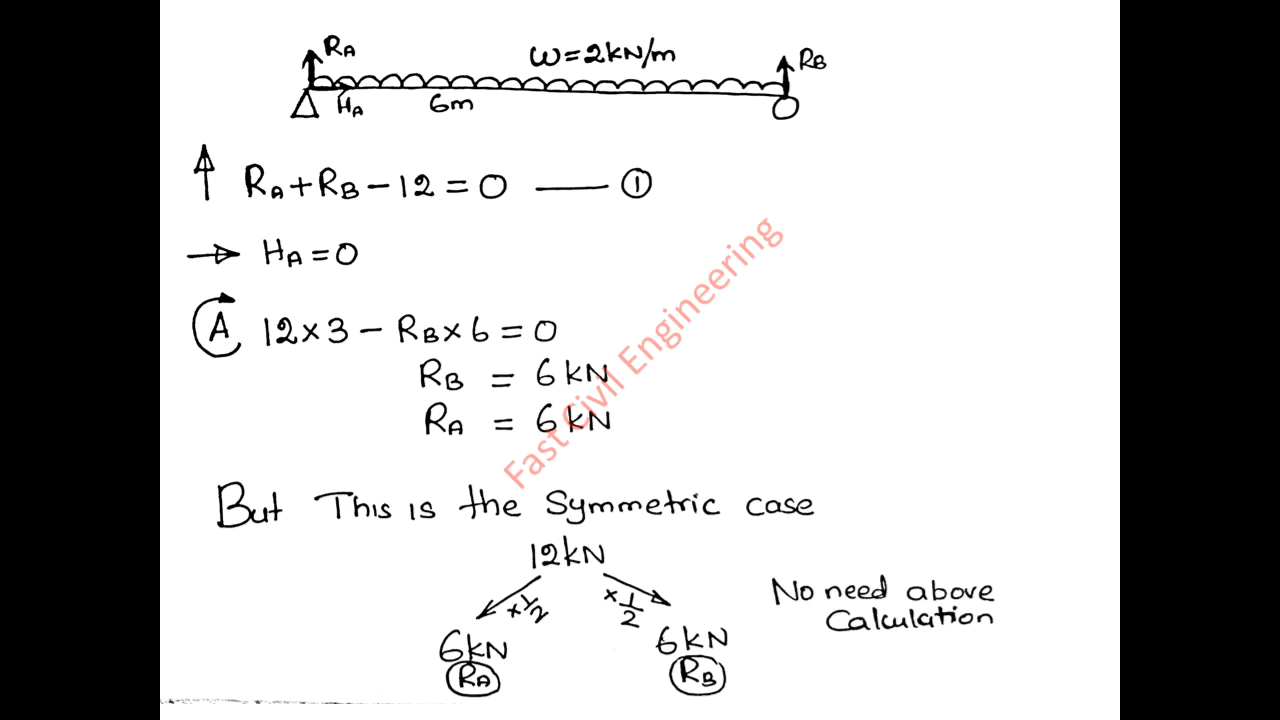 RA
ω=2kN/m
RB
HA
6m
RA+RB-12=0 —— ①
HA=0
A 12×3-RB×6=0
RB = 6kN
RA = 6kN
Fast Civil Engineering
But This is the Symmetric case
12kN
×1/2 ×1/2
No need above
Calculation
6kN 6kN
RA RB